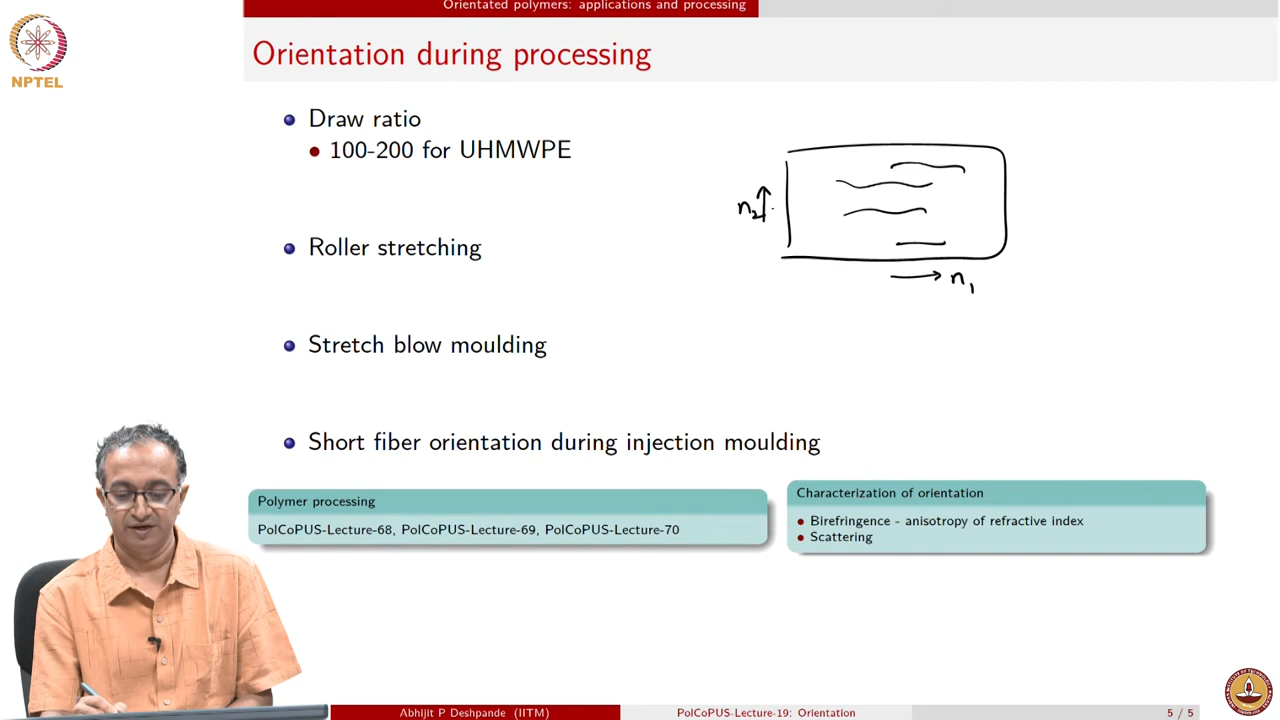 Orientated polymers: applications and processing
NPTEL
Orientation during processing
Draw ratio
100-200 for UHMWPE
n2
n1
Roller stretching
Stretch blow moulding
Short fiber orientation during injection moulding
Polymer processing
PolCoPUS-Lecture-68, PolCoPUS-Lecture-69, PolCoPUS-Lecture-70
Characterization of orientation
Birefringence - anisotropy of refractive index
Scattering
Abhijit P Deshpande (IITM)
PolCoPUS-Lecture-19: Orientation
5 / 5